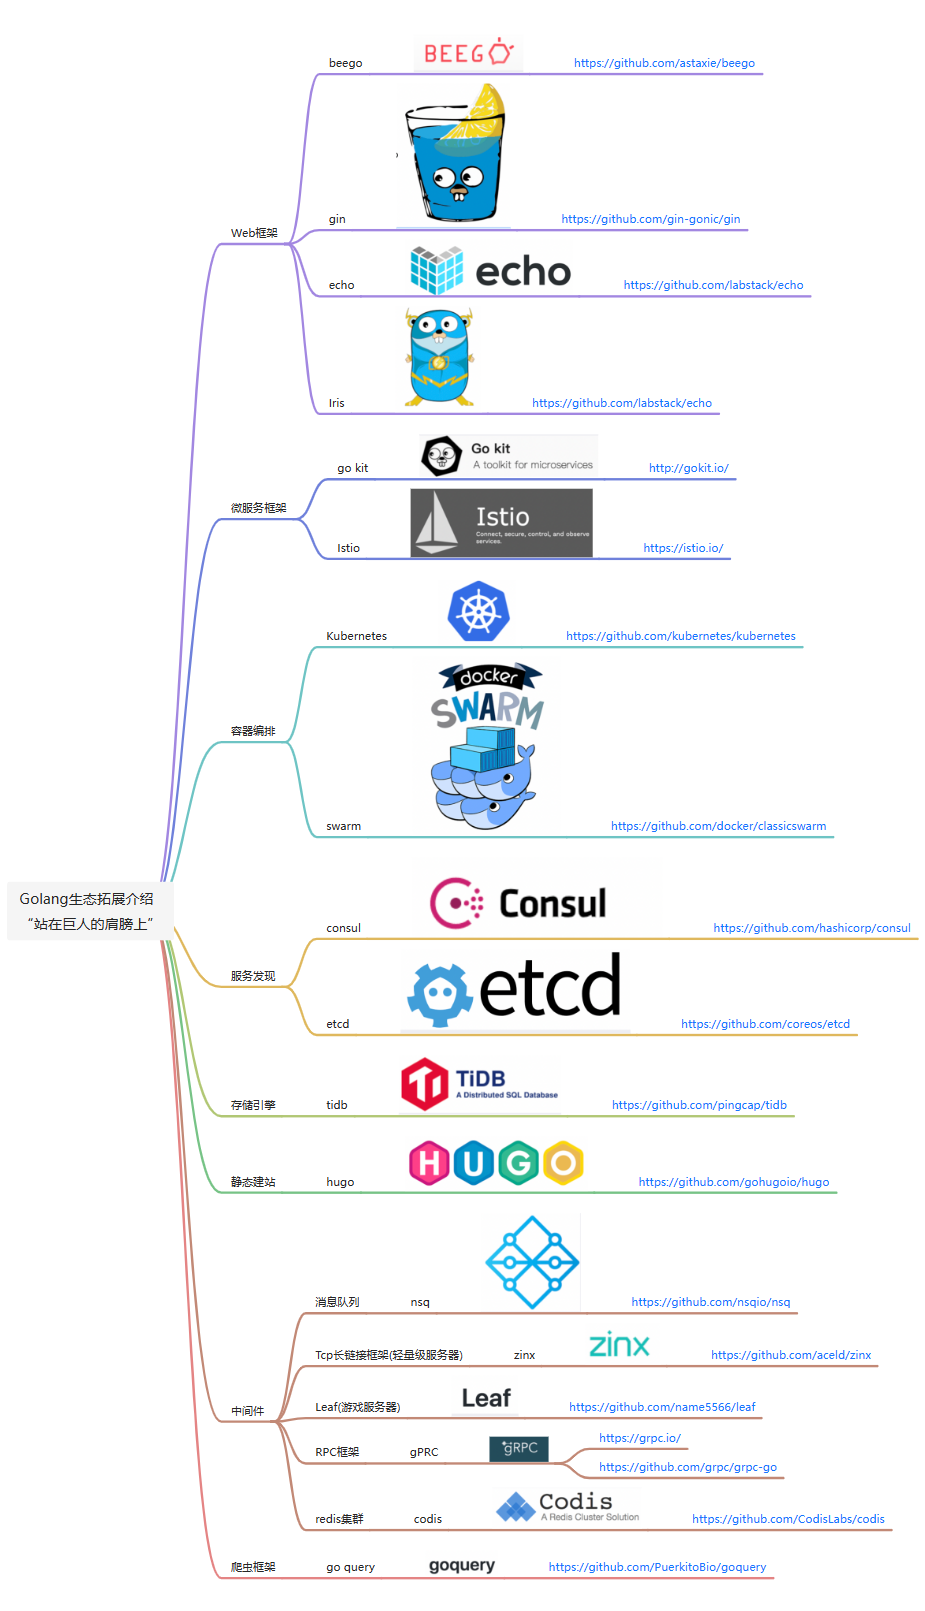 Golang生态拓展介绍
“站在巨人的肩膀上”
Web框架
beego
BEEGO
https://github.com/astaxie/beego
gin
https://github.com/gin-gonic/gin
echo
echo
https://github.com/labstack/echo
Iris
https://github.com/labstack/echo
微服务框架
go kit
Go kit
A toolkit for microservices
http://gokit.io/
Istio
Istio
Connect, secure, control, and observe
services.
https://istio.io/
容器编排
Kubernetes
https://github.com/kubernetes/kubernetes
swarm
docker
SWARM
https://github.com/docker/classicswarm
服务发现
consul
Consul
https://github.com/hashicorp/consul
etcd
etcd
https://github.com/coreos/etcd
存储引擎
tidb
TiDB
A Distributed SQL Database
https://github.com/pingcap/tidb
静态建站
hugo
HUGO
https://github.com/gohugoio/hugo
中间件
消息队列
nsq
https://github.com/nsqio/nsq
Tcp长链接框架(轻量级服务器)
zinx
zinx
https://github.com/aceld/zinx
Leaf(游戏服务器)
Leaf
https://github.com/name5566/leaf
RPC框架
gPRC
gRPC
https://grpc.io/
https://github.com/grpc/grpc-go
redis集群
codis
Codis
A Redis Cluster Solution
https://github.com/CodisLabs/codis
爬虫框架
go query
goquery
https://github.com/PuerkitoBio/goquery